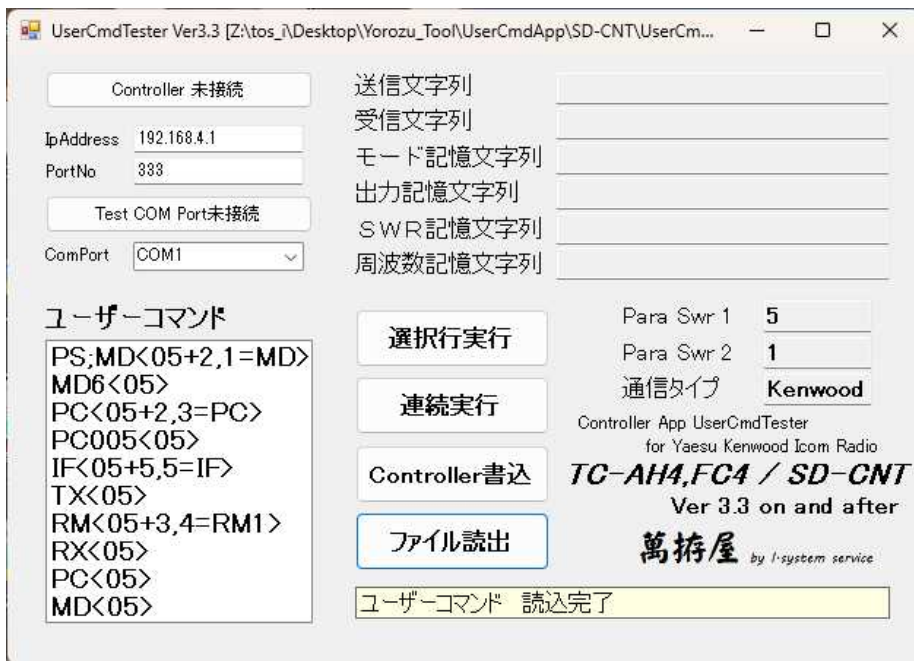 UserCmdTester Ver3.3 [Z:\tos_i\Desktop\Yorozu_Tool\UserCmdApp\SD-CNT\UserCm...
Controller 未接続
IpAddress 192.168.4.1
PortNo 333
Test COM Port未接続
ComPort COM1
送信文字列
受信文字列
モード記憶文字列
出力記憶文字列
ＳＷＲ記憶文字列
周波数記憶文字列
ユーザーコマンド
PS;MD<05+2,1=MD>
MD6<05>
PC<05+2,3=PC>
PC005<05>
IF<05+5,5=IF>
TX<05>
RM<05+3,4=RM1>
RX<05>
PC<05>
MD<05>
選択行実行
連続実行
Controller書込
ファイル読出
Para Swr 1 5
Para Swr 2 1
通信タイプ Kenwood
Controller App UserCmdTester
for Yaesu Kenwood Icom Radio
TC-AH4,FC4 / SD-CNT
Ver 3.3 on and after
萬拵屋 by I-system service
ユーザーコマンド 読込完了